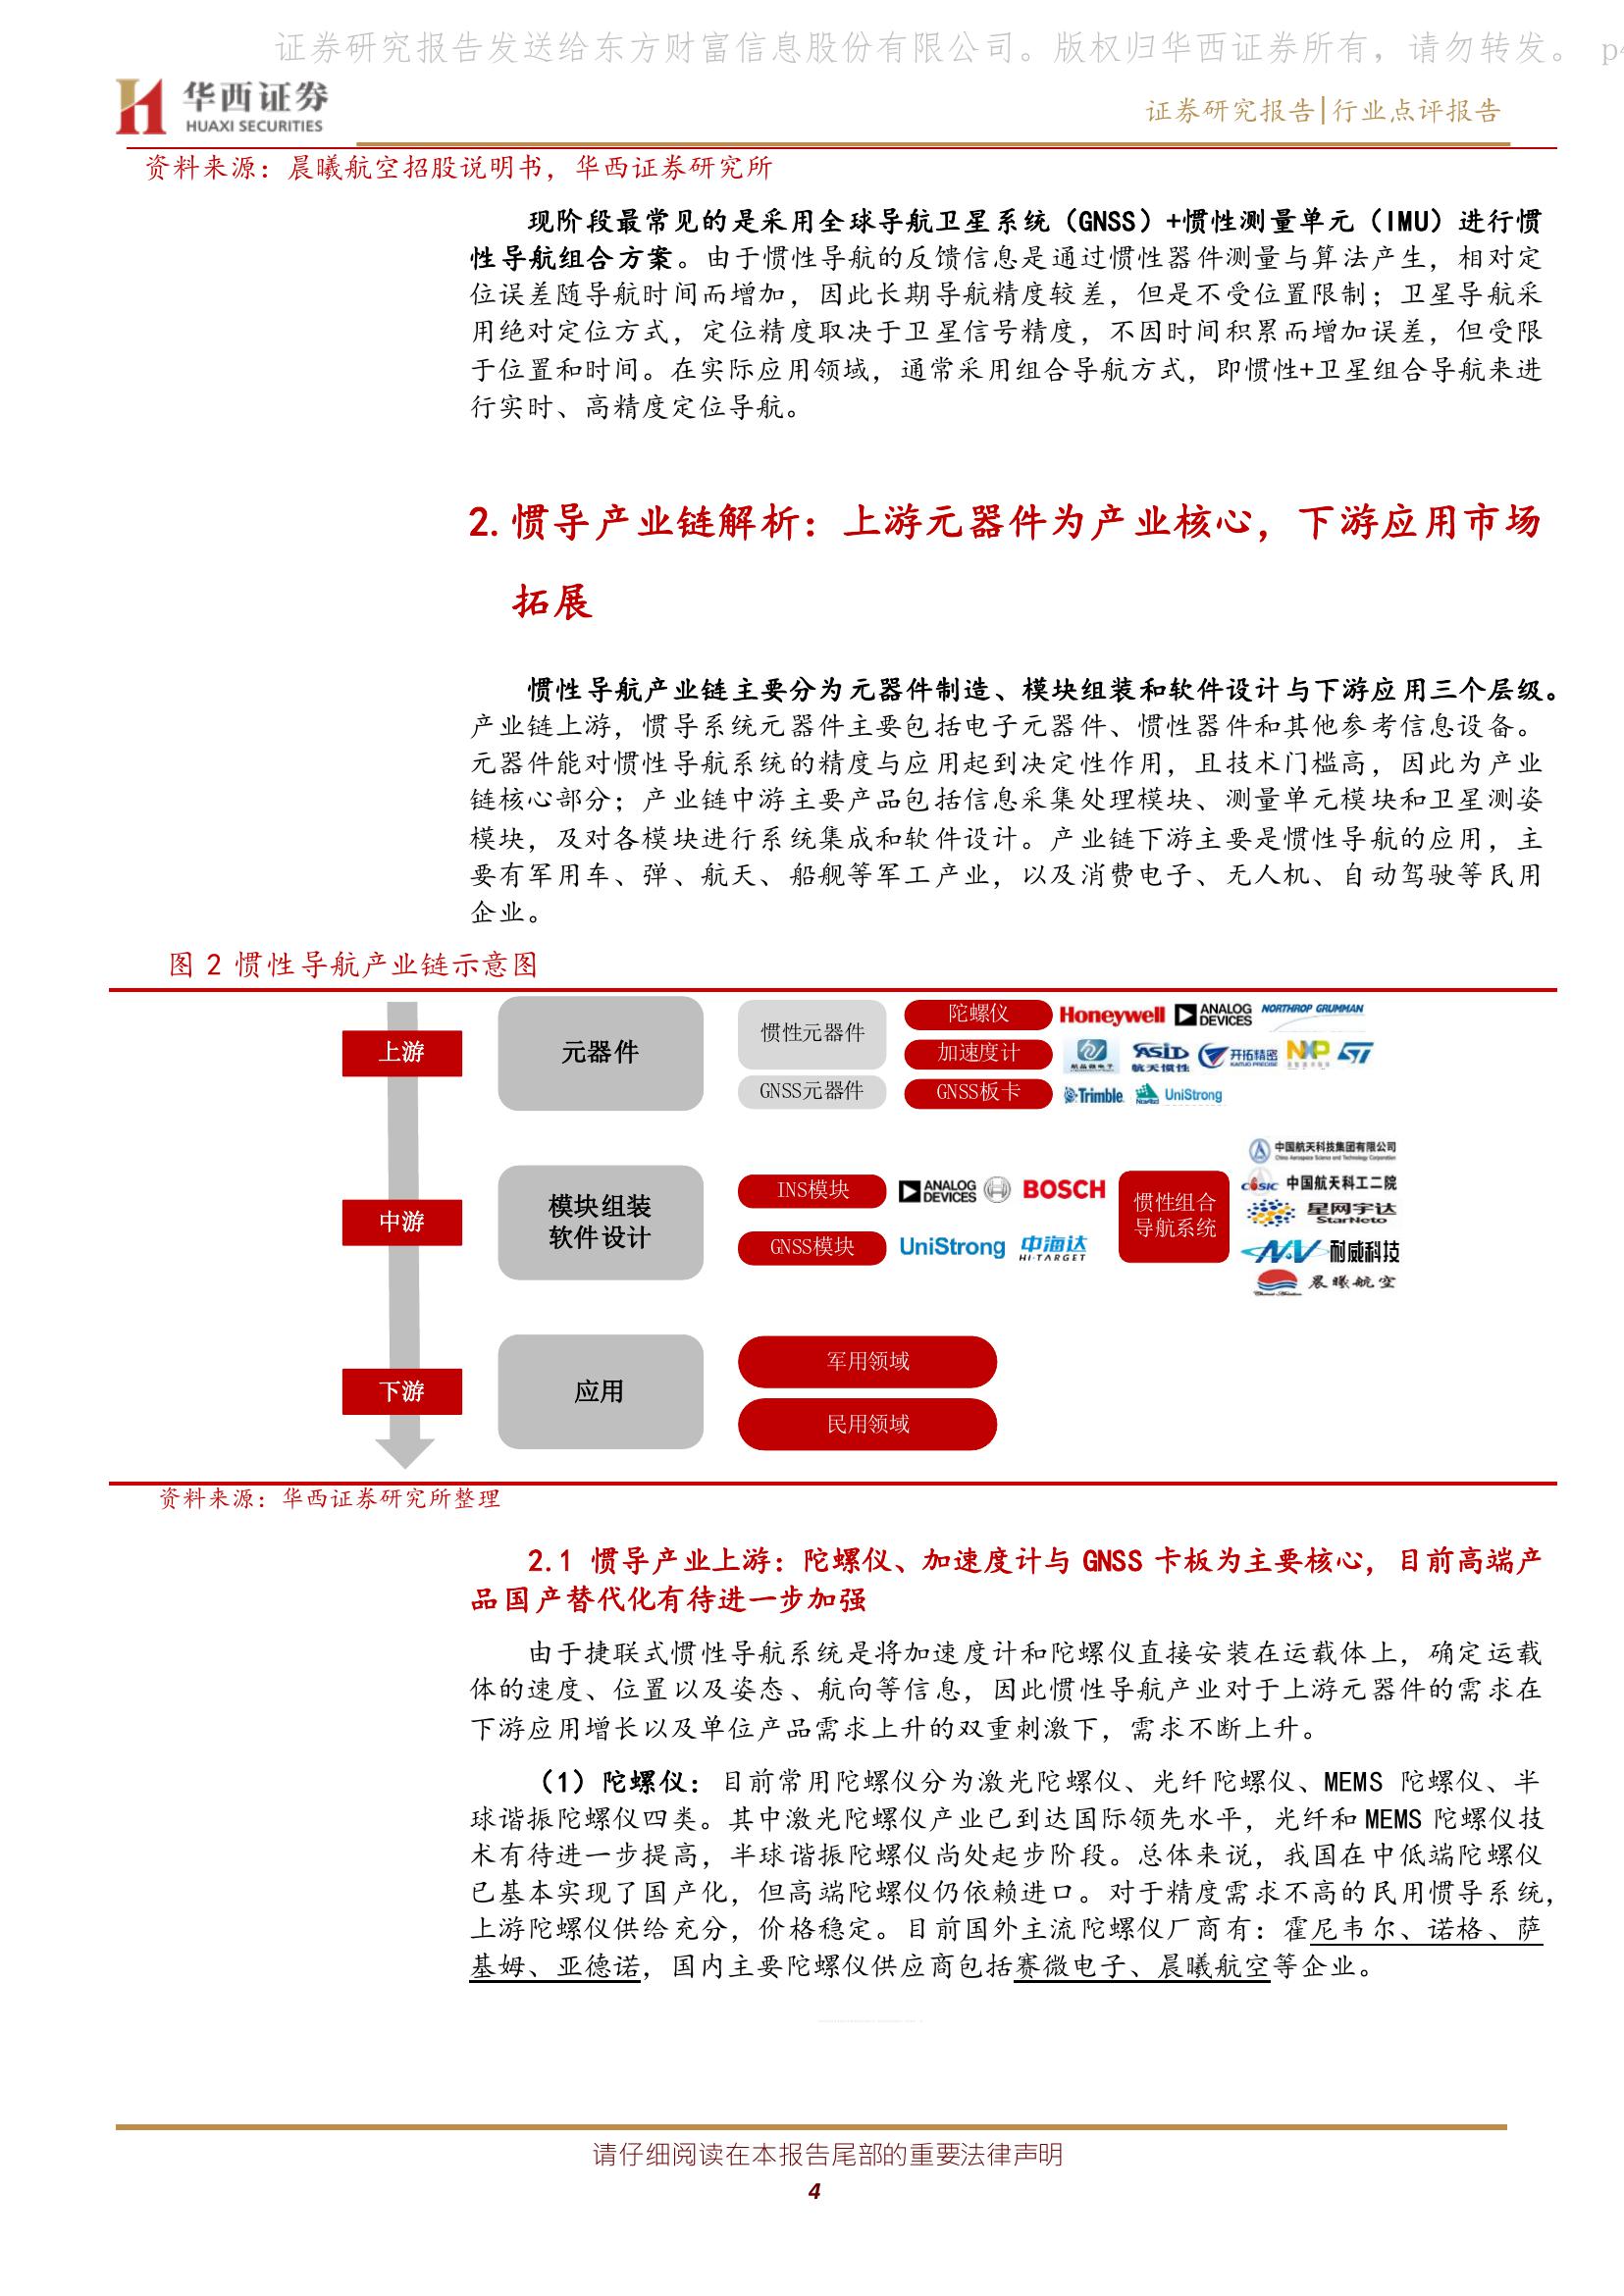 证券研究报告发送给东方财富信息股份有限公司。版权归华西证券所有，请勿转发。 p4
华西证券
HUAXI SECURITIES
证券研究报告|行业点评报告
资料来源：晨曦航空招股说明书，华西证券研究所
现阶段最常见的是采用全球导航卫星系统（GNSS）+惯性测量单元（IMU）进行惯
性导航组合方案。由于惯性导航的反馈信息是通过惯性器件测量与算法产生，相对定
位误差随导航时间而增加，因此长期导航精度较差，但是不受位置限制；卫星导航采
用绝对定位方式，定位精度取决于卫星信号精度，不因时间积累而增加误差，但受限
于位置和时间。在实际应用领域，通常采用组合导航方式，即惯性+卫星组合导航来进
行实时、高精度定位导航。
2. 惯导产业链解析：上游元器件为产业核心，下游应用市场
拓展
惯性导航产业链主要分为元器件制造、模块组装和软件设计与下游应用三个层级。
产业链上游，惯导系统元器件主要包括电子元器件、惯性器件和其他参考信息设备。
元器件能对惯性导航系统的精度与应用起到决定性作用，且技术门槛高，因此为产业
链核心部分；产业链中游主要产品包括信息采集处理模块、测量单元模块和卫星测姿
模块，及对各模块进行系统集成和软件设计。产业链下游主要是惯性导航的应用，主
要有军用车、弹、航天、船舰等军工产业，以及消费电子、无人机、自动驾驶等民用
企业。
图 2 惯性导航产业链示意图
上游
元器件
惯性元器件
陀螺仪
Honeywell
ANALOG
DEVICES
NORTHROP GRUMMAN
加速度计
ASID
航天惯性
开拓精密
KAITUO PRECISE
NXP
ST
GNSS元器件
GNSS板卡
Trimble
NovAtel
UniStrong
中游
模块组装
软件设计
INS模块
ANALOG
DEVICES
BOSCH
GNSS模块
UniStrong
中海达
HI-TARGET
惯性组合
导航系统
中国航天科技集团有限公司
China Aerospace Science and Technology Corporation
CASIC 中国航天科工二院
星网宇达
StarNeto
NAV 耐威科技
晨曦航空
下游
应用
军用领域
民用领域
资料来源：华西证券研究所整理
2.1 惯导产业上游：陀螺仪、加速度计与 GNSS 卡板为主要核心，目前高端产
品国产替代化有待进一步加强
由于捷联式惯性导航系统是将加速度计和陀螺仪直接安装在运载体上，确定运载
体的速度、位置以及姿态、航向等信息，因此惯性导航产业对于上游元器件的需求在
下游应用增长以及单位产品需求上升的双重刺激下，需求不断上升。
（1）陀螺仪：目前常用陀螺仪分为激光陀螺仪、光纤陀螺仪、MEMS 陀螺仪、半
球谐振陀螺仪四类。其中激光陀螺仪产业已到达国际领先水平，光纤和 MEMS 陀螺仪技
术有待进一步提高，半球谐振陀螺仪尚处起步阶段。总体来说，我国在中低端陀螺仪
已基本实现了国产化，但高端陀螺仪仍依赖进口。对于精度需求不高的民用惯导系统，
上游陀螺仪供给充分，价格稳定。目前国外主流陀螺仪厂商有：霍尼韦尔、诺格、萨
基姆、亚德诺，国内主要陀螺仪供应商包括赛微电子、晨曦航空等企业。
请仔细阅读在本报告尾部的重要法律声明
4